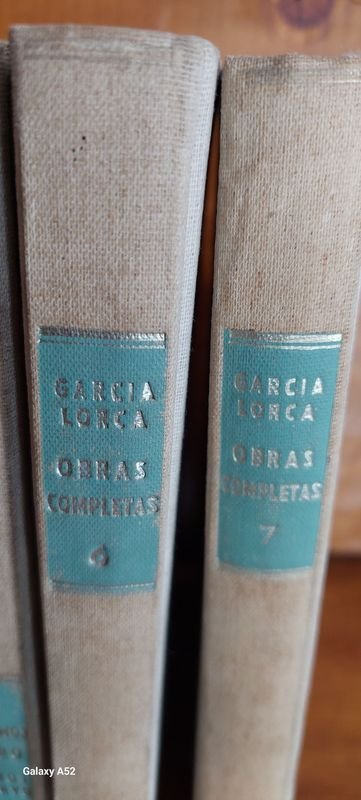 GARCIA
LORCA
OBRAS
COMPLETAS
6
GARCIA
LORCA
OBRAS
COMPLETAS
7
Galaxy A52